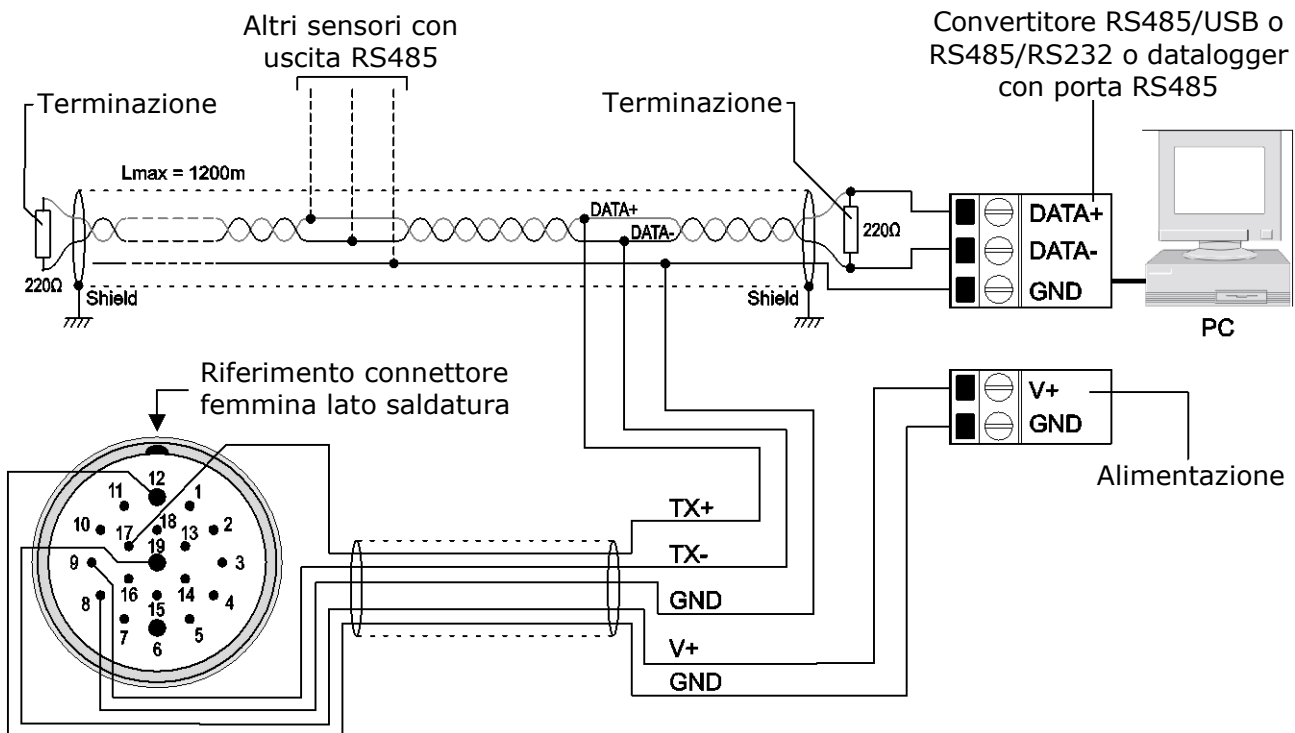 Altri sensori con
uscita RS485
Convertitore RS485/USB o
RS485/RS232 o datalogger
con porta RS485
Terminazione
Terminazione
Lmax = 1200m
DATA+
DATA-
220Ω
220Ω
Shield
Shield
DATA+
DATA-
GND
PC
Riferimento connettore
femmina lato saldatura
V+
GND
Alimentazione
12
11
1
10
17
18
13
2
9
19
3
8
16
15
14
4
7
6
5
TX+
TX-
GND
V+
GND